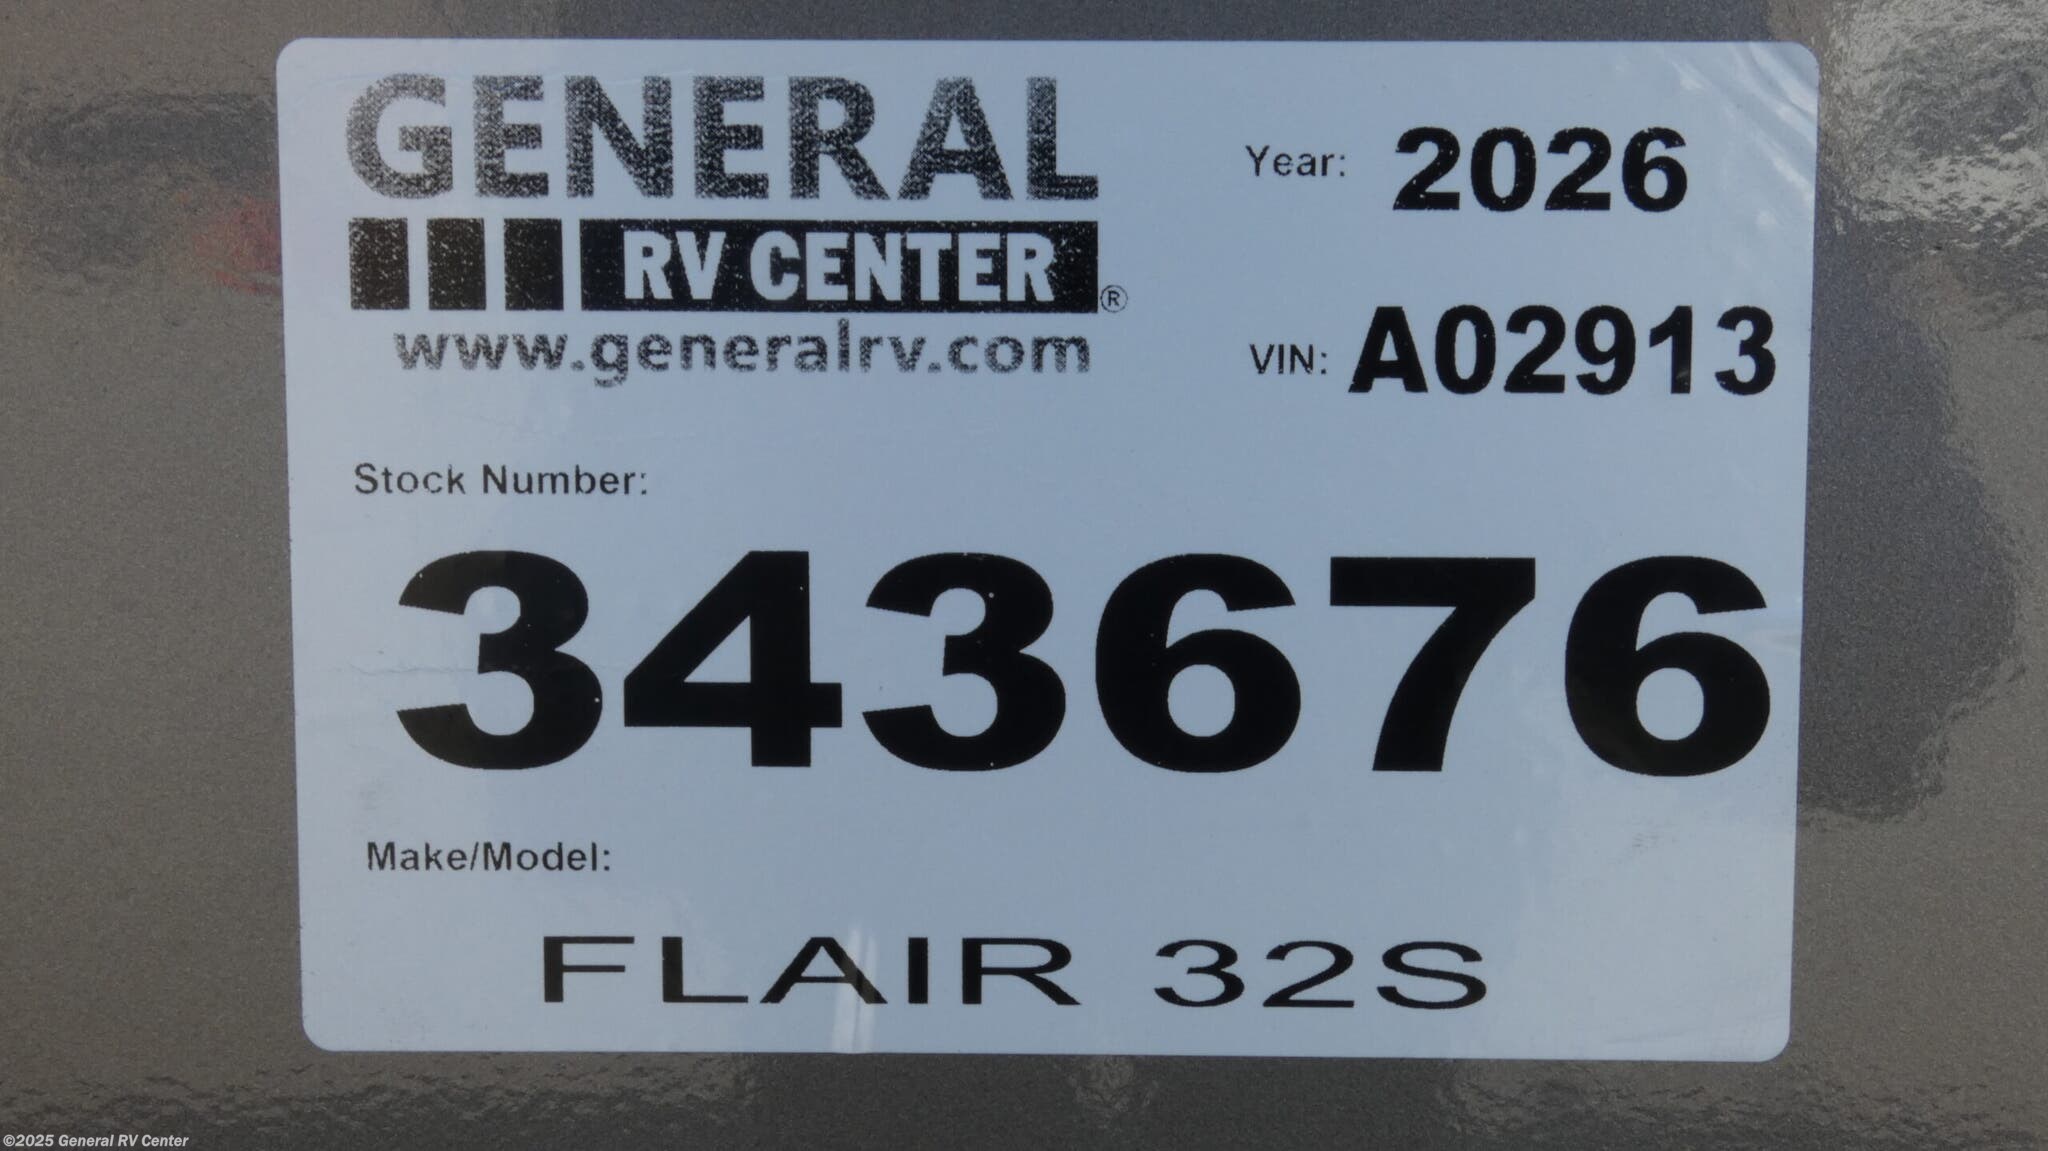 GENERAL
RV CENTER®
www.generalrv.com
Year: 2026
VIN: A02913
Stock Number:
343676
Make/Model:
FLAIR 32S
©2025 General RV Center